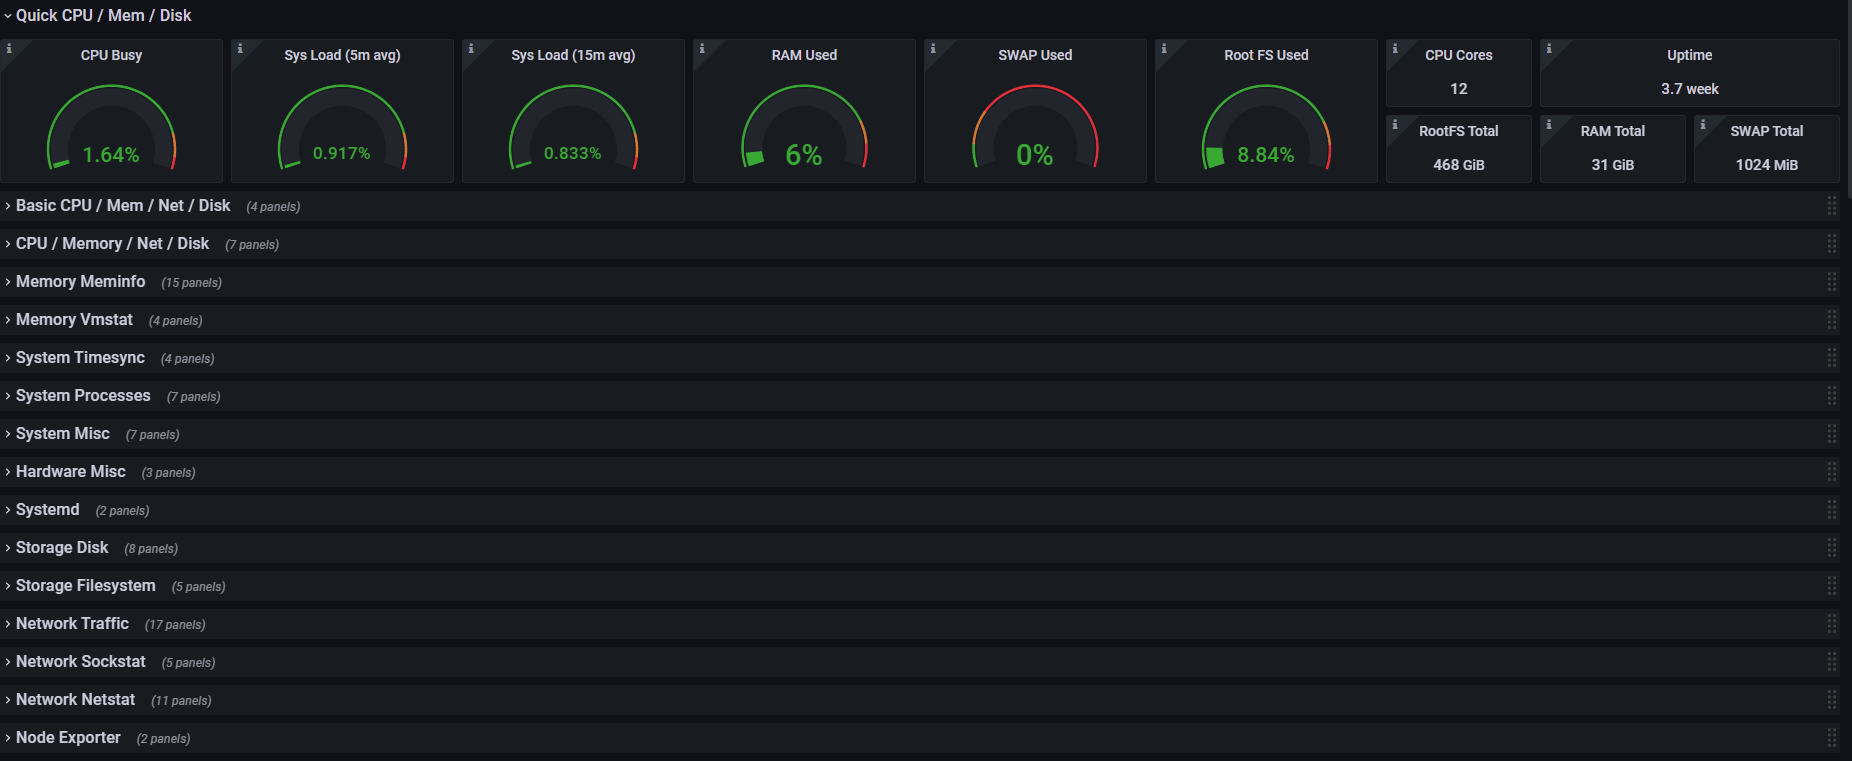 Quick CPU / Mem / Disk
CPU Busy
1.64%
Sys Load (5m avg)
0.917%
Sys Load (15m avg)
0.833%
RAM Used
6%
SWAP Used
0%
Root FS Used
8.84%
CPU Cores
12
Uptime
3.7 week
RootFS Total
468 GiB
RAM Total
31 GiB
SWAP Total
1024 MiB
Basic CPU / Mem / Net / Disk (4 panels)
CPU / Memory / Net / Disk (7 panels)
Memory Meminfo (15 panels)
Memory Vmstat (4 panels)
System Timesync (4 panels)
System Processes (7 panels)
System Misc (7 panels)
Hardware Misc (3 panels)
Systemd (2 panels)
Storage Disk (8 panels)
Storage Filesystem (5 panels)
Network Traffic (17 panels)
Network Sockstat (5 panels)
Network Netstat (11 panels)
Node Exporter (2 panels)